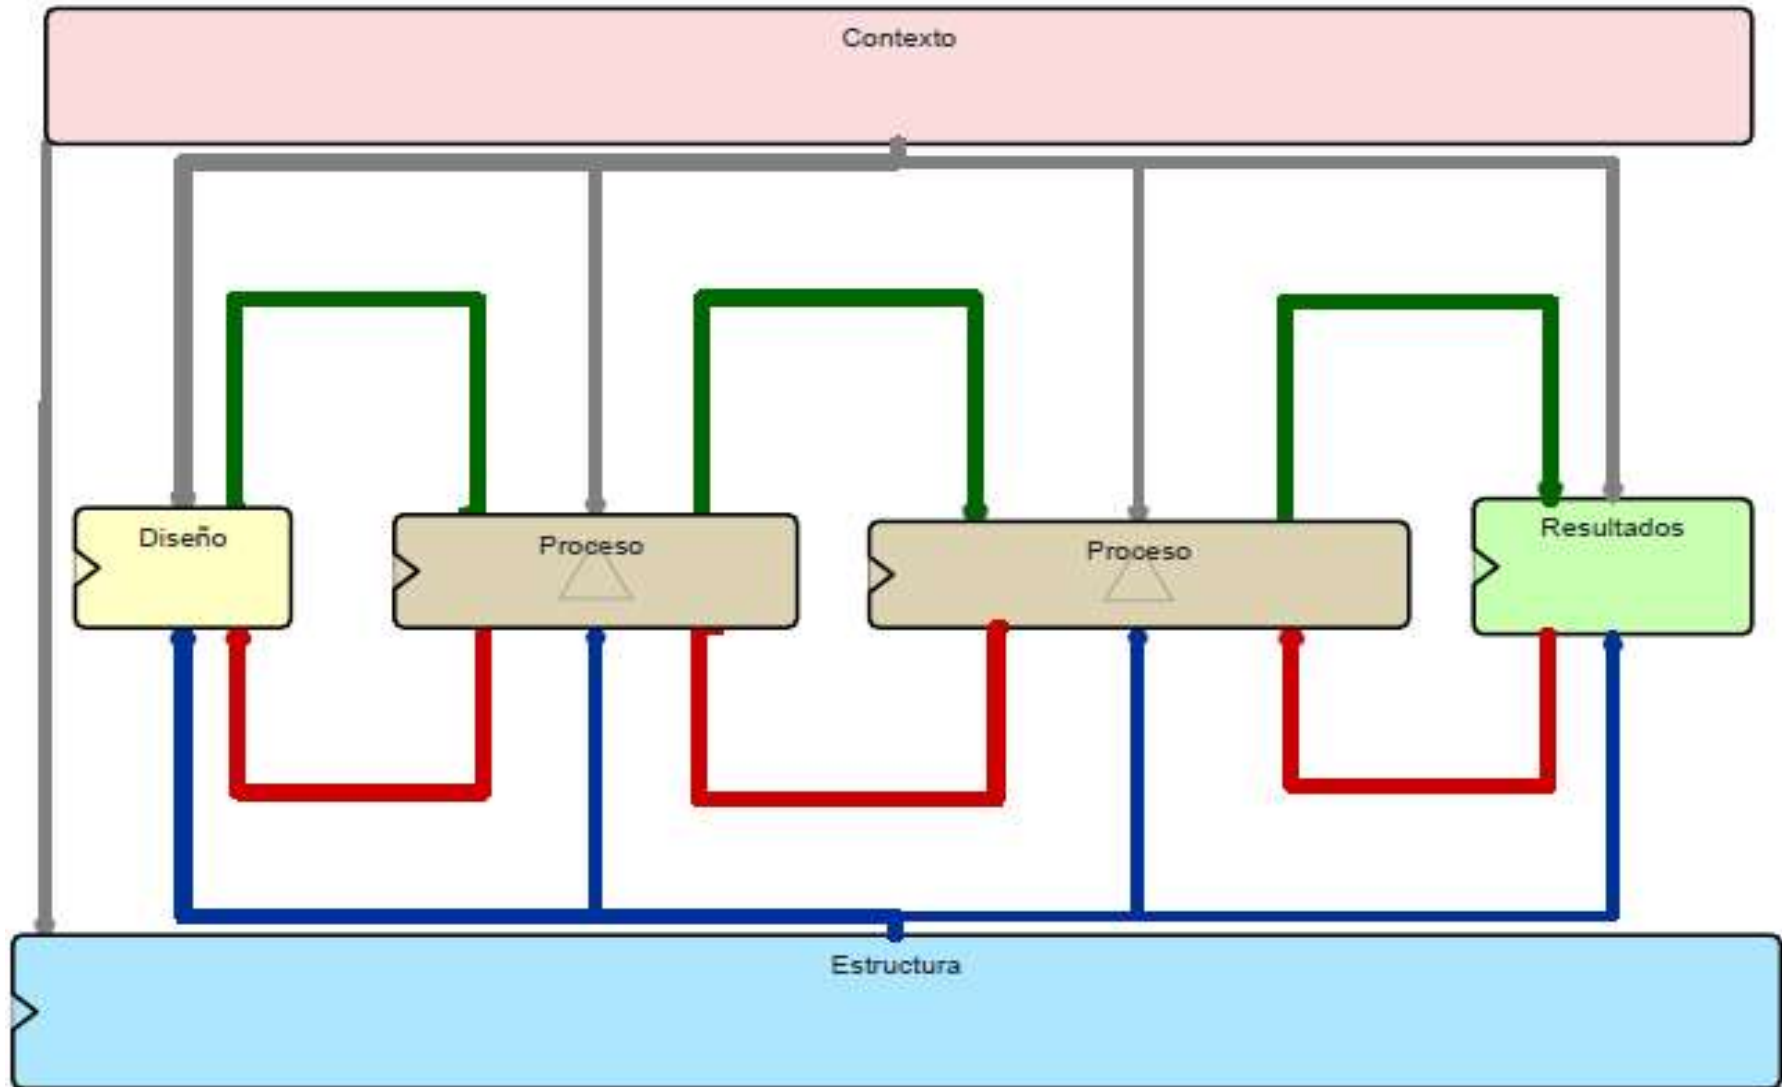 Contexto
Diseño
Proceso
Proceso
Resultados
Estructura